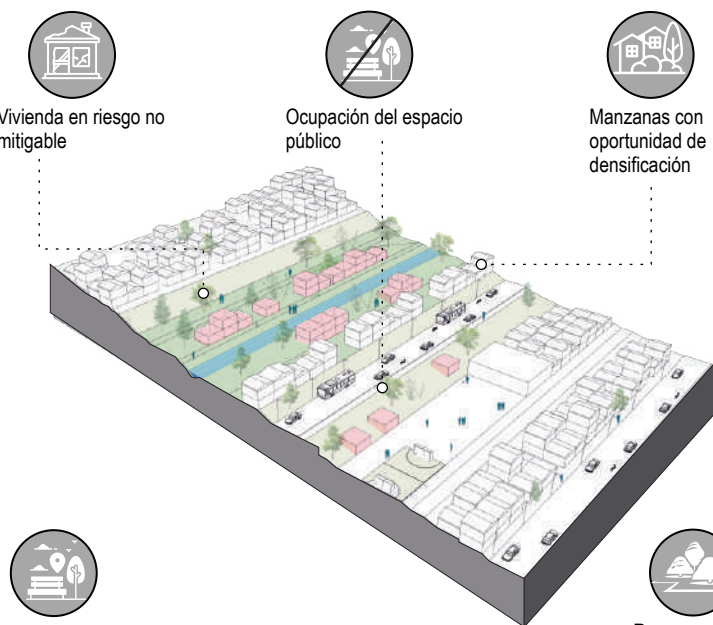 Vivienda en riesgo no
mitigable
Ocupación del espacio
público
Manzanas con
oportunidad de
densificación